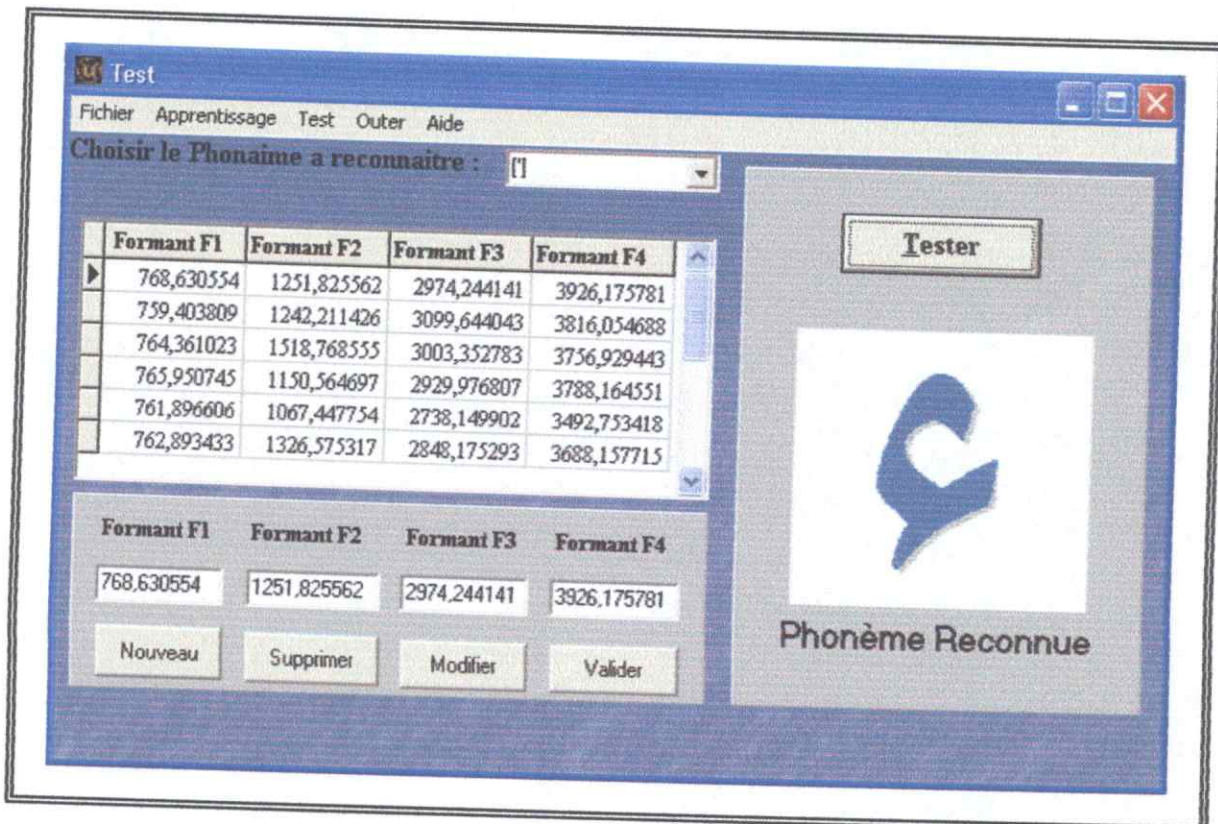 Test
Fichier Apprentissage Test Outer Aide
Choisir le Phonaime a reconnaitre : [']
Formant F1 Formant F2 Formant F3 Formant F4
768,630554 1251,825562 2974,244141 3926,175781
759,403809 1242,211426 3099,644043 3816,054688
764,361023 1518,768555 3003,352783 3756,929443
765,950745 1150,564697 2929,976807 3788,164551
761,896606 1067,447754 2738,149902 3492,753418
762,893433 1326,575317 2848,175293 3688,157715
Formant F1 Formant F2 Formant F3 Formant F4
768,630554 1251,825562 2974,244141 3926,175781
Nouveau Supprimer Modifier Valider
Tester
ء
Phonème Reconnue